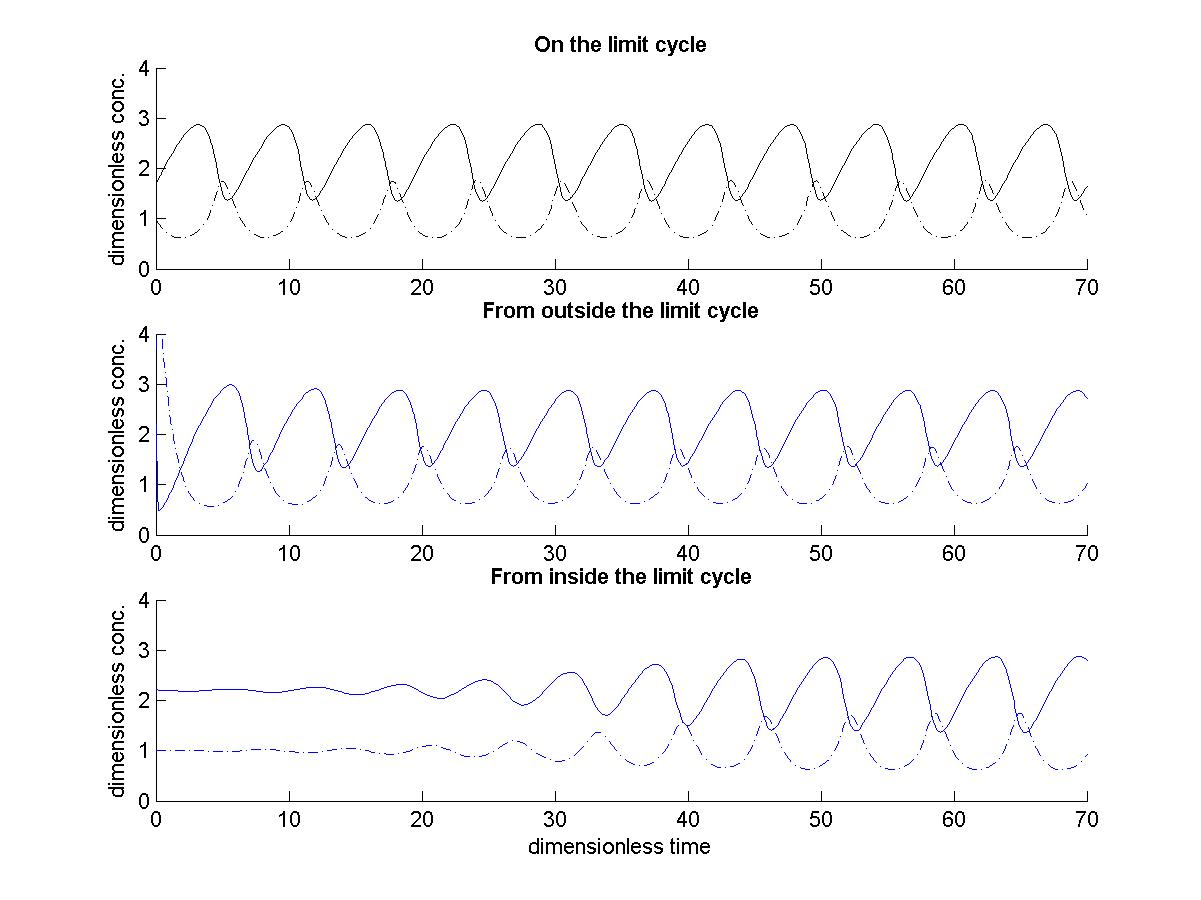 On the limit cycle
dimensionless conc.
4
3
2
1
0
0 10 20 30 40 50 60 70
From outside the limit cycle
dimensionless conc.
4
3
2
1
0
0 10 20 30 40 50 60 70
From inside the limit cycle
dimensionless conc.
4
3
2
1
0
0 10 20 30 40 50 60 70
dimensionless time